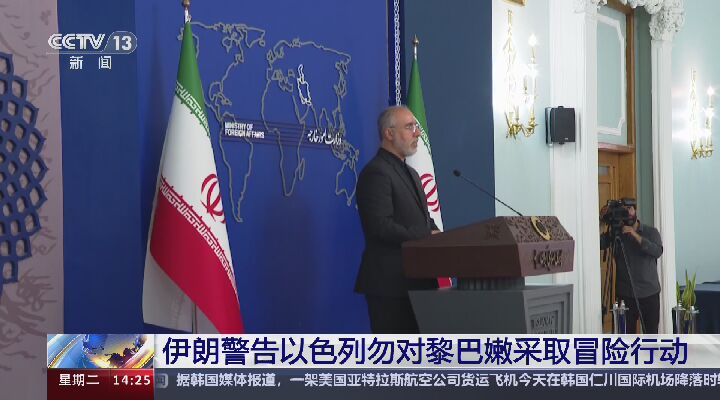 CCTV 13
新闻
MINISTRY OF
FOREIGN AFFAIRS
وزارت امور خارجه
伊朗警告以色列勿对黎巴嫩采取冒险行动
星期二 14:25 据韩国媒体报道，一架美国亚特拉斯航空公司货运飞机今天在韩国仁川国际机场降落时